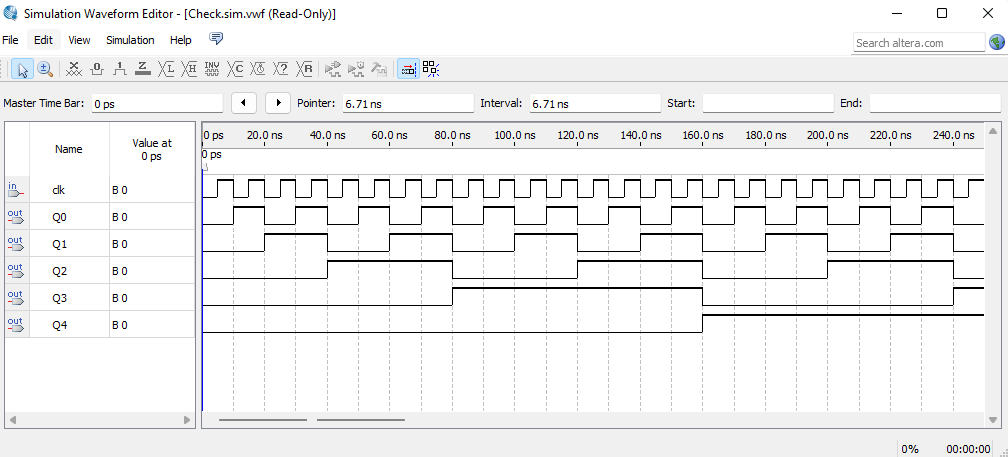 Simulation Waveform Editor - [Check.sim.vwf (Read-Only)]
File Edit View Simulation Help
Search altera.com
Master Time Bar: 0 ps Pointer: 6.71 ns Interval: 6.71 ns Start: End:
Name
Value at
0 ps
0 ps 20.0 ns 40.0 ns 60.0 ns 80.0 ns 100.0 ns 120.0 ns 140.0 ns 160.0 ns 180.0 ns 200.0 ns 220.0 ns 240.0 ns
0 ps
in clk B 0
out Q0 B 0
out Q1 B 0
out Q2 B 0
out Q3 B 0
out Q4 B 0
0% 00:00:00